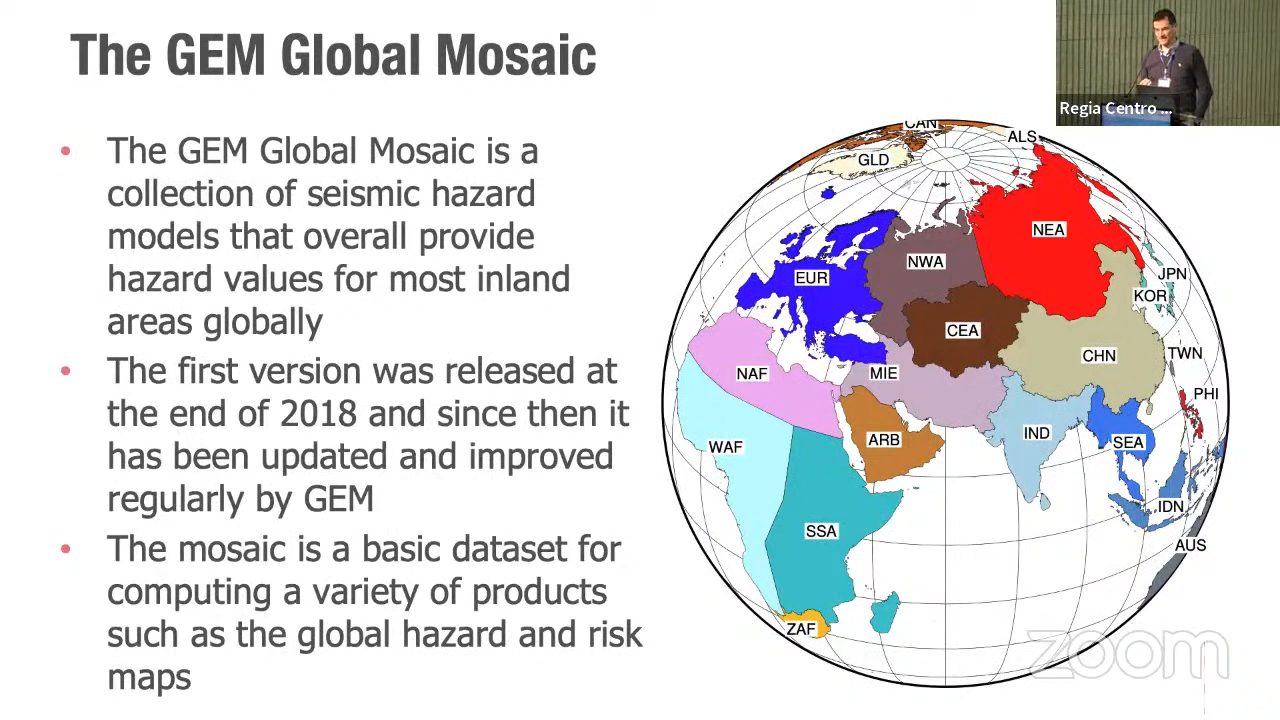 The GEM Global Mosaic
Regia Centro ...
• The GEM Global Mosaic is a
collection of seismic hazard
models that overall provide
hazard values for most inland
areas globally
• The first version was released at
the end of 2018 and since then it
has been updated and improved
regularly by GEM
• The mosaic is a basic dataset for
computing a variety of products
such as the global hazard and risk
maps
CAN
ALS
GLD
NEA
NWA
EUR
JPN
KOR
CEA
CHN
TWN
NAF
MIE
PHI
IND
ARB
SEA
WAF
IDN
SSA
AUS
ZAF
zoom